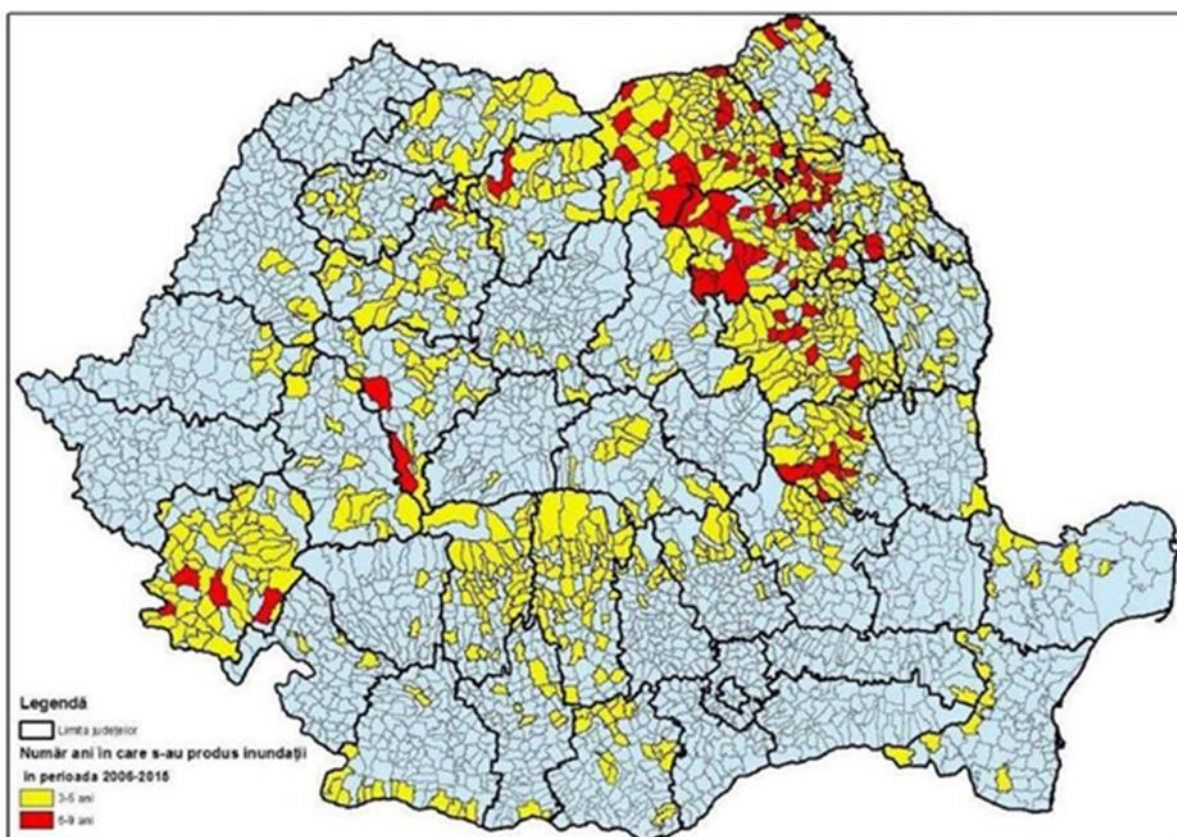 Legendă
Limita județelor
Număr ani în care s-au produs inundații
în perioada 2006-2015
3-5 ani
6-9 ani